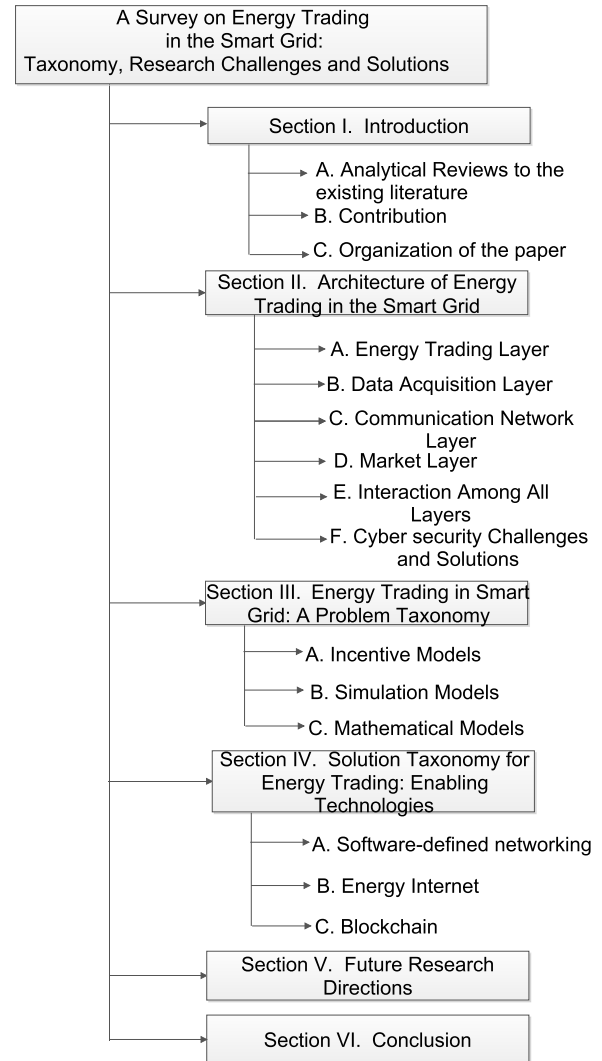 A Survey on Energy Trading
in the Smart Grid:
Taxonomy, Research Challenges and Solutions
Section I. Introduction
A. Analytical Reviews to the
existing literature
B. Contribution
C. Organization of the paper
Section II. Architecture of Energy
Trading in the Smart Grid
A. Energy Trading Layer
B. Data Acquisition Layer
C. Communication Network
Layer
D. Market Layer
E. Interaction Among All
Layers
F. Cyber security Challenges
and Solutions
Section III. Energy Trading in Smart
Grid: A Problem Taxonomy
A. Incentive Models
B. Simulation Models
C. Mathematical Models
Section IV. Solution Taxonomy for
Energy Trading: Enabling
Technologies
A. Software-defined networking
B. Energy Internet
C. Blockchain
Section V. Future Research
Directions
Section VI. Conclusion